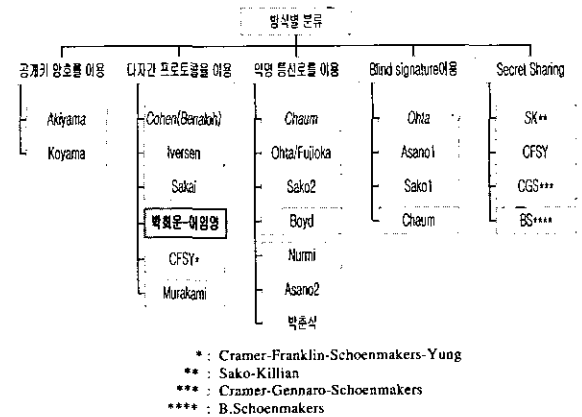 방식별 분류
공개키 암호를 이용
다자간 프로토콜을 이용
익명 통신로를 이용
Blind signature이용
Secret Sharing
Akiyama
Koyama
Cohen(Benaloh)
Iversen
Sakai
박희운-이임영
CFSY*
Murakami
Chaum
Ohta/Fujioka
Sako2
Boyd
Nurmi
Asano2
박춘식
Ohta
Asano1
Sako1
Chaum
SK**
CFSY
CGS***
BS****
* : Cramer-Franklin-Schoenmakers-Yung
** : Sako-Killian
*** : Cramer-Gennaro-Schoenmakers
**** : B.Schoenmakers